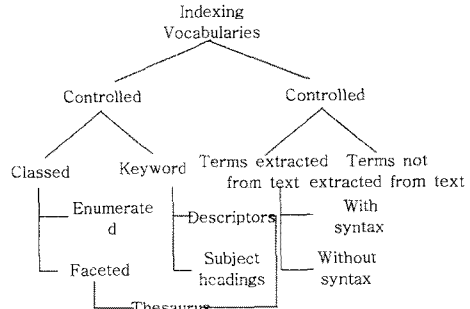 Indexing
Vocabularies
Controlled
Controlled
Classed
Keyword
Terms extracted
from text
Terms not
extracted from text
Enumerate
d
Descriptors
With
syntax
Faceted
Subject
headings
Without
syntax
Thesaurus